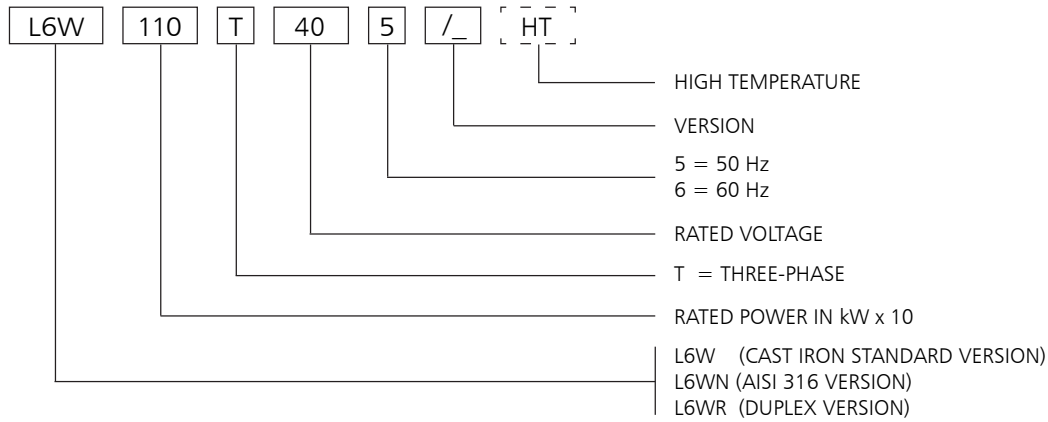 L6W 110 T 40 5 /_ HT
HIGH TEMPERATURE
VERSION
5 = 50 Hz
6 = 60 Hz
RATED VOLTAGE
T = THREE-PHASE
RATED POWER IN kW x 10
L6W (CAST IRON STANDARD VERSION)
L6WN (AISI 316 VERSION)
L6WR (DUPLEX VERSION)